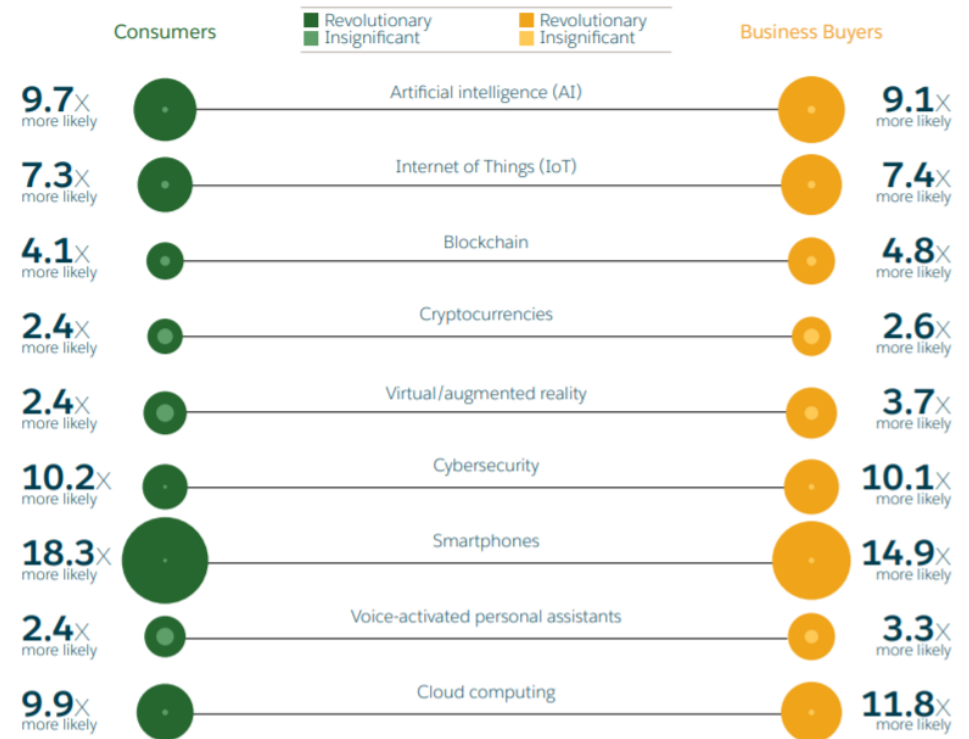 Consumers
Revolutionary
Insignificant
Revolutionary
Insignificant
Business Buyers
9.7X
more likely
Artificial intelligence (AI)
9.1X
more likely
7.3X
more likely
Internet of Things (IoT)
7.4X
more likely
4.1X
more likely
Blockchain
4.8X
more likely
2.4X
more likely
Cryptocurrencies
2.6X
more likely
2.4X
more likely
Virtual/augmented reality
3.7X
more likely
10.2X
more likely
Cybersecurity
10.1X
more likely
18.3X
more likely
Smartphones
14.9X
more likely
2.4X
more likely
Voice-activated personal assistants
3.3X
more likely
9.9X
more likely
Cloud computing
11.8X
more likely